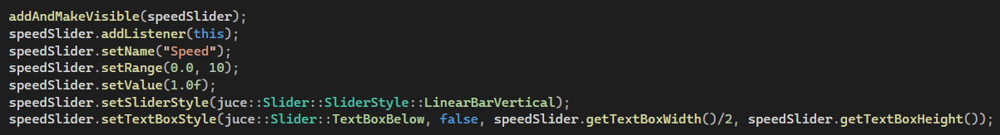 addAndMakeVisible(speedSlider);
speedSlider.addListener(this);
speedSlider.setName("Speed");
speedSlider.setRange(0.0, 10);
speedSlider.setValue(1.0f);
speedSlider.setSliderStyle(juce::Slider::SliderStyle::LinearBarVertical);
speedSlider.setTextBoxStyle(juce::Slider::TextBoxBelow, false, speedSlider.getTextBoxWidth()/2, speedSlider.getTextBoxHeight());